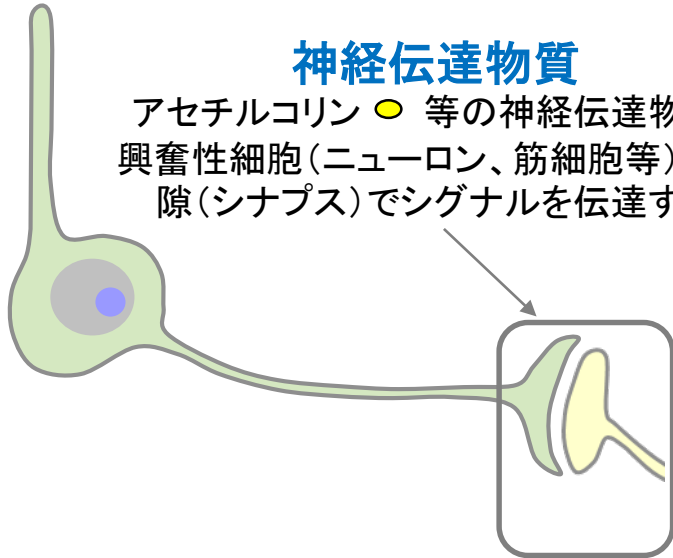 神経伝達物質
アセチルコリン 等の神経伝達物
興奮性細胞(ニューロン、筋細胞等)
隙(シナプス)でシグナルを伝達す